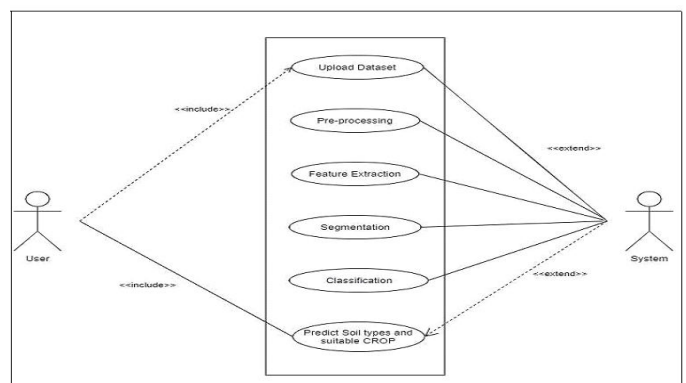 Upload Dataset
<<include>>
Pre-processing
<<extend>>
Feature Extraction
Segmentation
User
System
<<extend>>
Classification
<<include>>
Predict Soil types and
suitable CROP